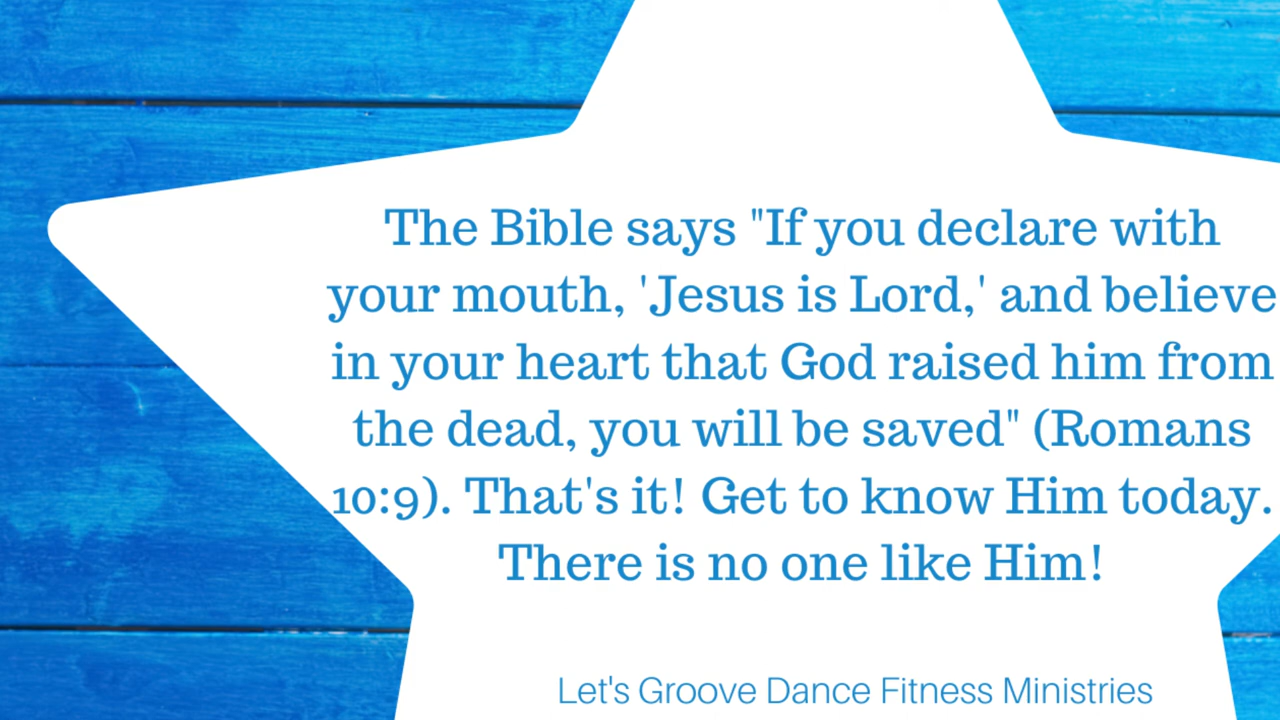 The Bible says "If you declare with
your mouth, 'Jesus is Lord,' and believe
in your heart that God raised him from
the dead, you will be saved" (Romans
10:9). That's it! Get to know Him today.
There is no one like Him!
Let's Groove Dance Fitness Ministries